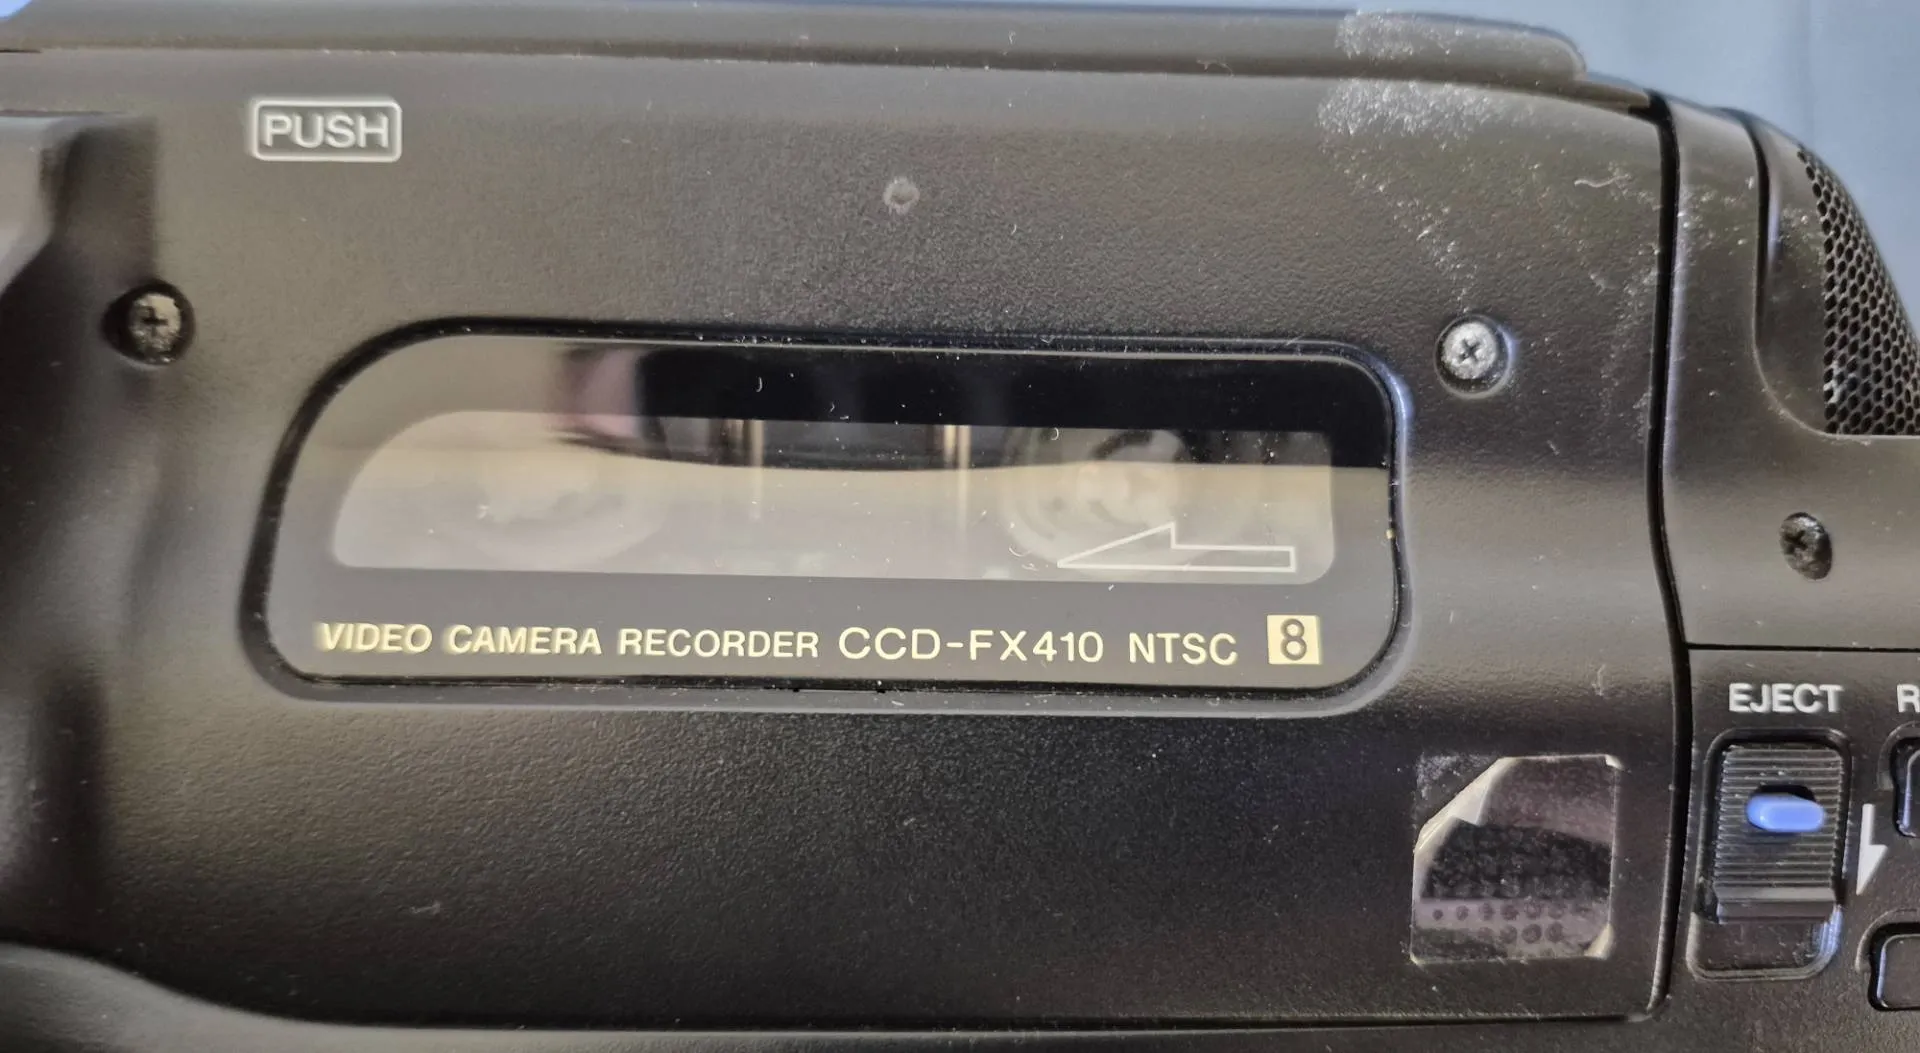 PUSH
VIDEO CAMERA RECORDER CCD-FX410 NTSC 8
EJECT
R